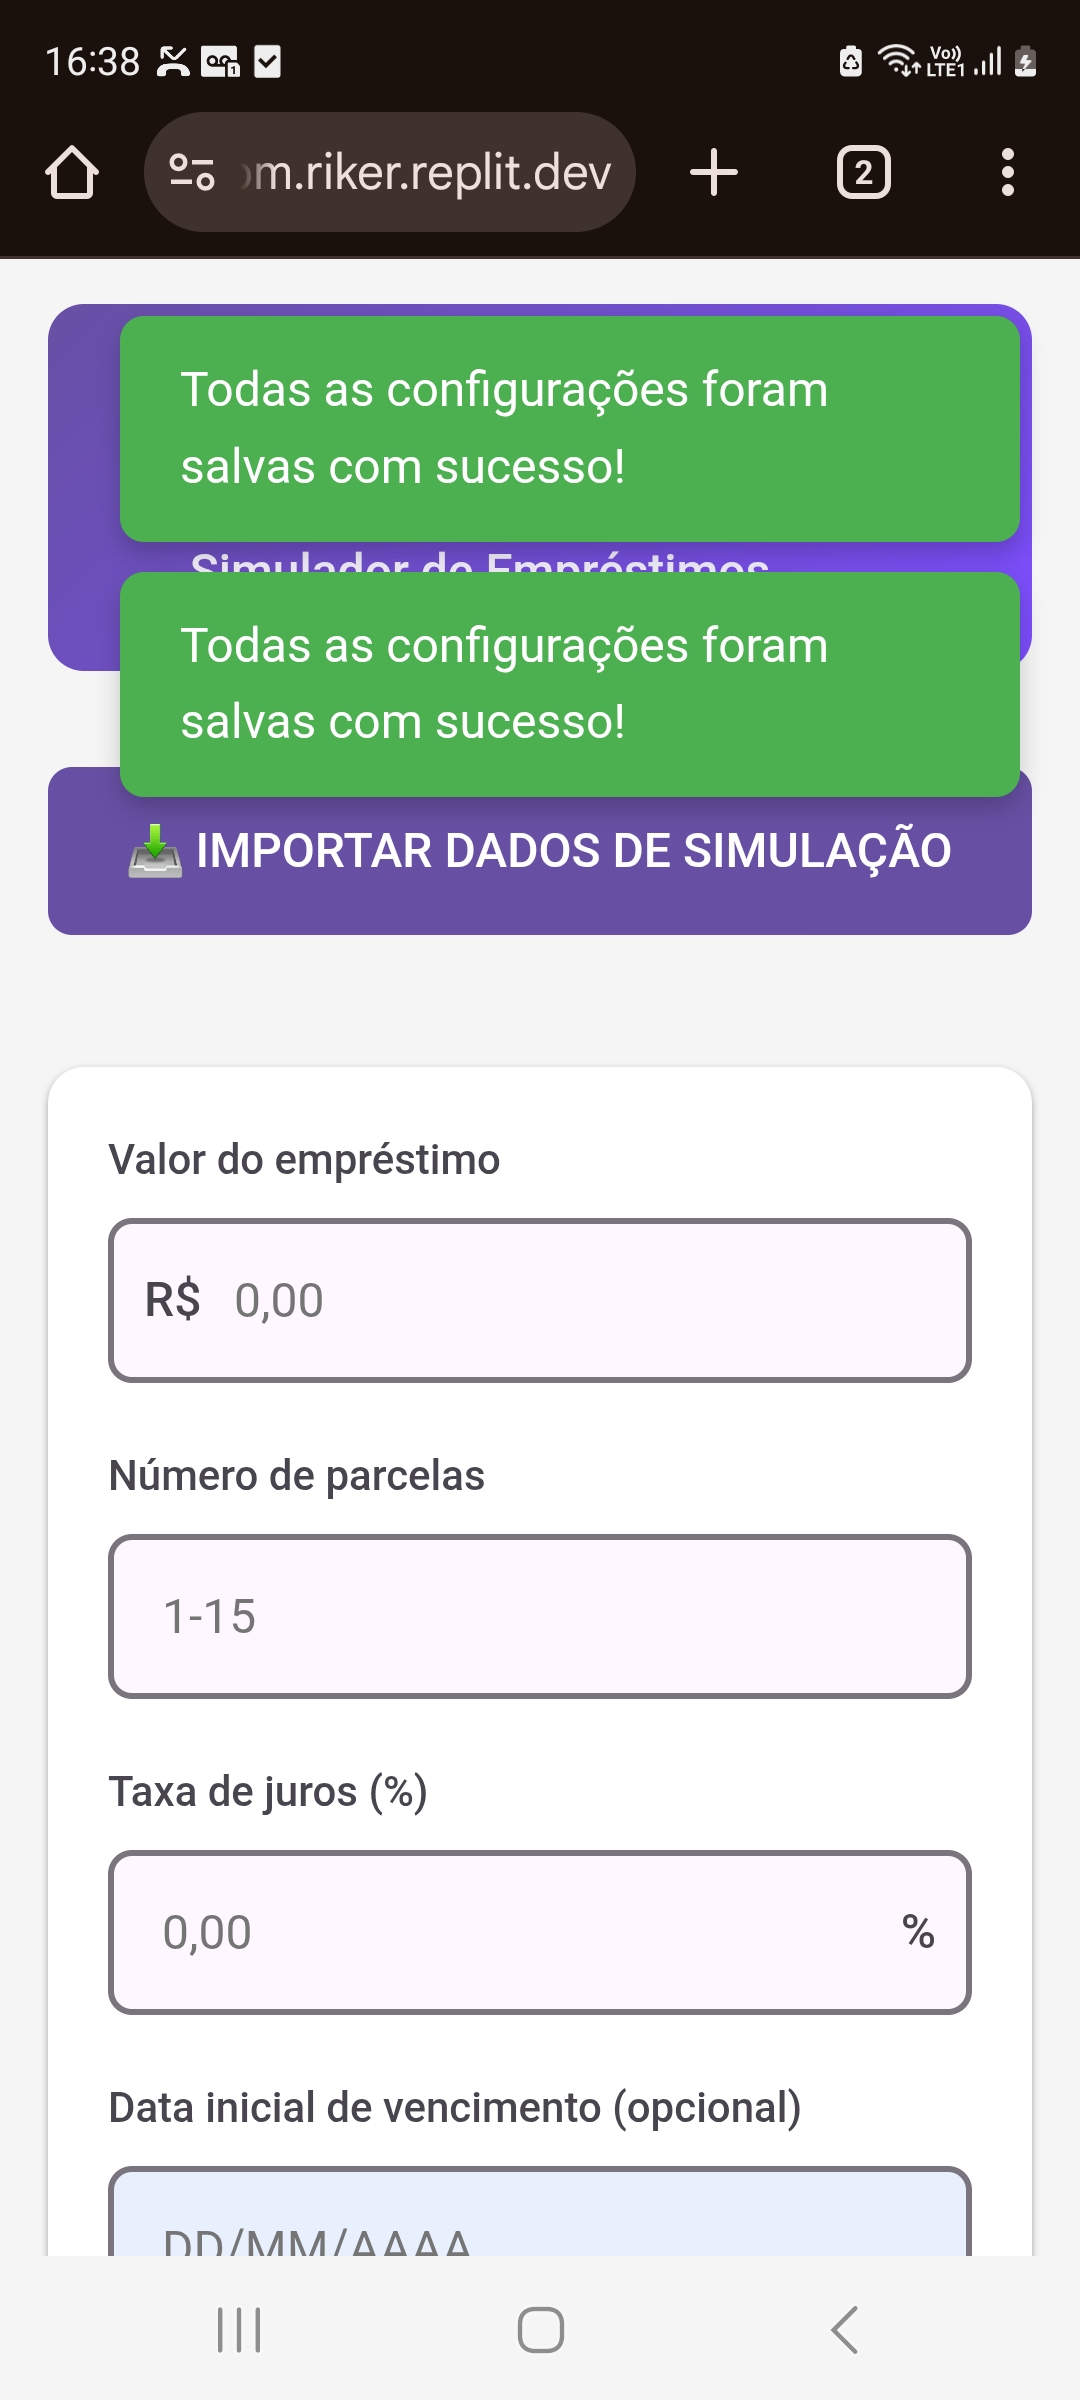 16:38
Vo))
LTE1
m.riker.replit.dev
2
Todas as configurações foram
salvas com sucesso!
Simulador de Empréstimos
Todas as configurações foram
salvas com sucesso!
IMPORTAR DADOS DE SIMULAÇÃO
Valor do empréstimo
R$ 0,00
Número de parcelas
1-15
Taxa de juros (%)
0,00 %
Data inicial de vencimento (opcional)
DD/MM/AAAA